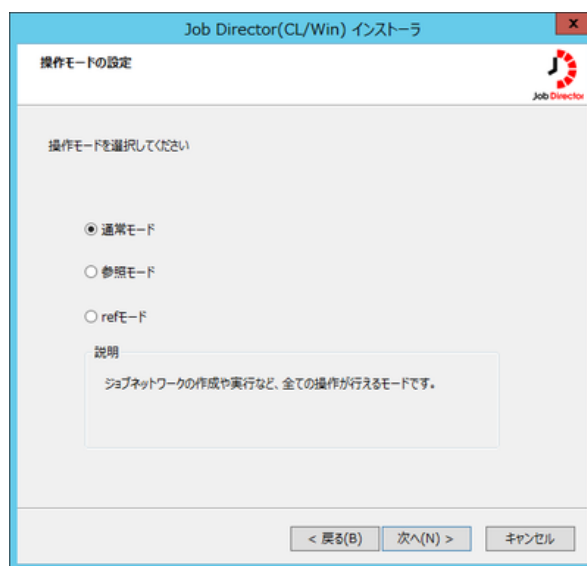 Job Director(CL/Win) インストーラ
x
操作モードの設定
Job Director
操作モードを選択してください
通常モード
参照モード
refモード
説明
ジョブネットワークの作成や実行など、全ての操作が行えるモードです。
< 戻る(B)
次へ(N) >
キャンセル